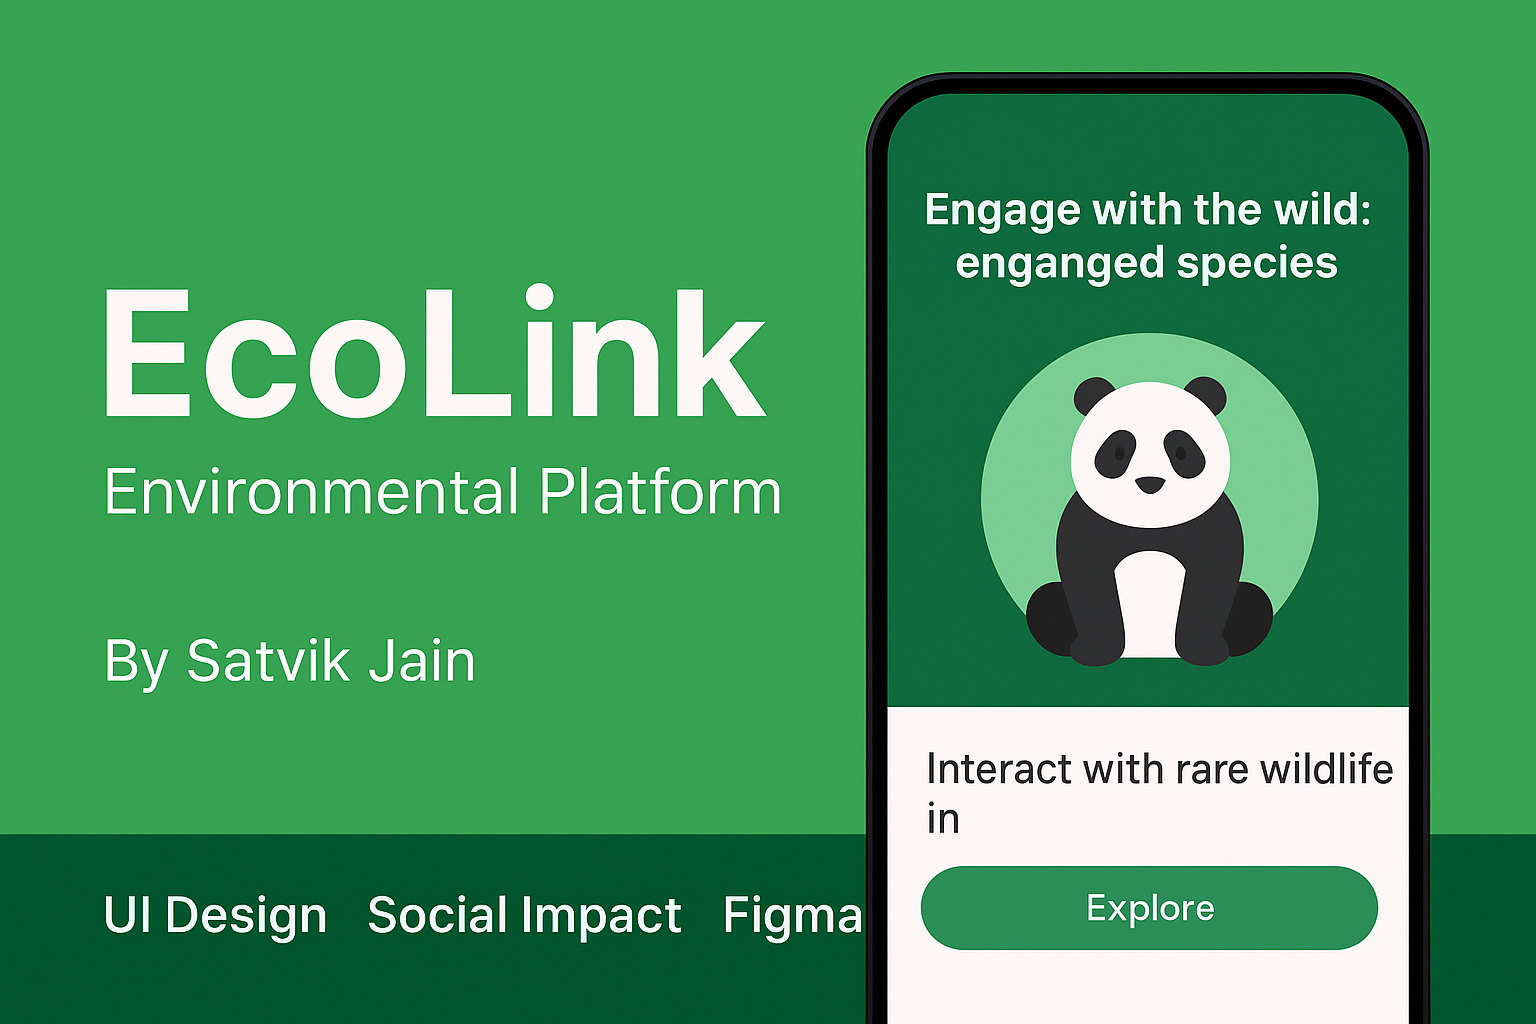 EcoLink
Environmental Platform
By Satvik Jain
UI Design Social Impact Figma
Engage with the wild:
enganged species
Interact with rare wildlife
in
Explore